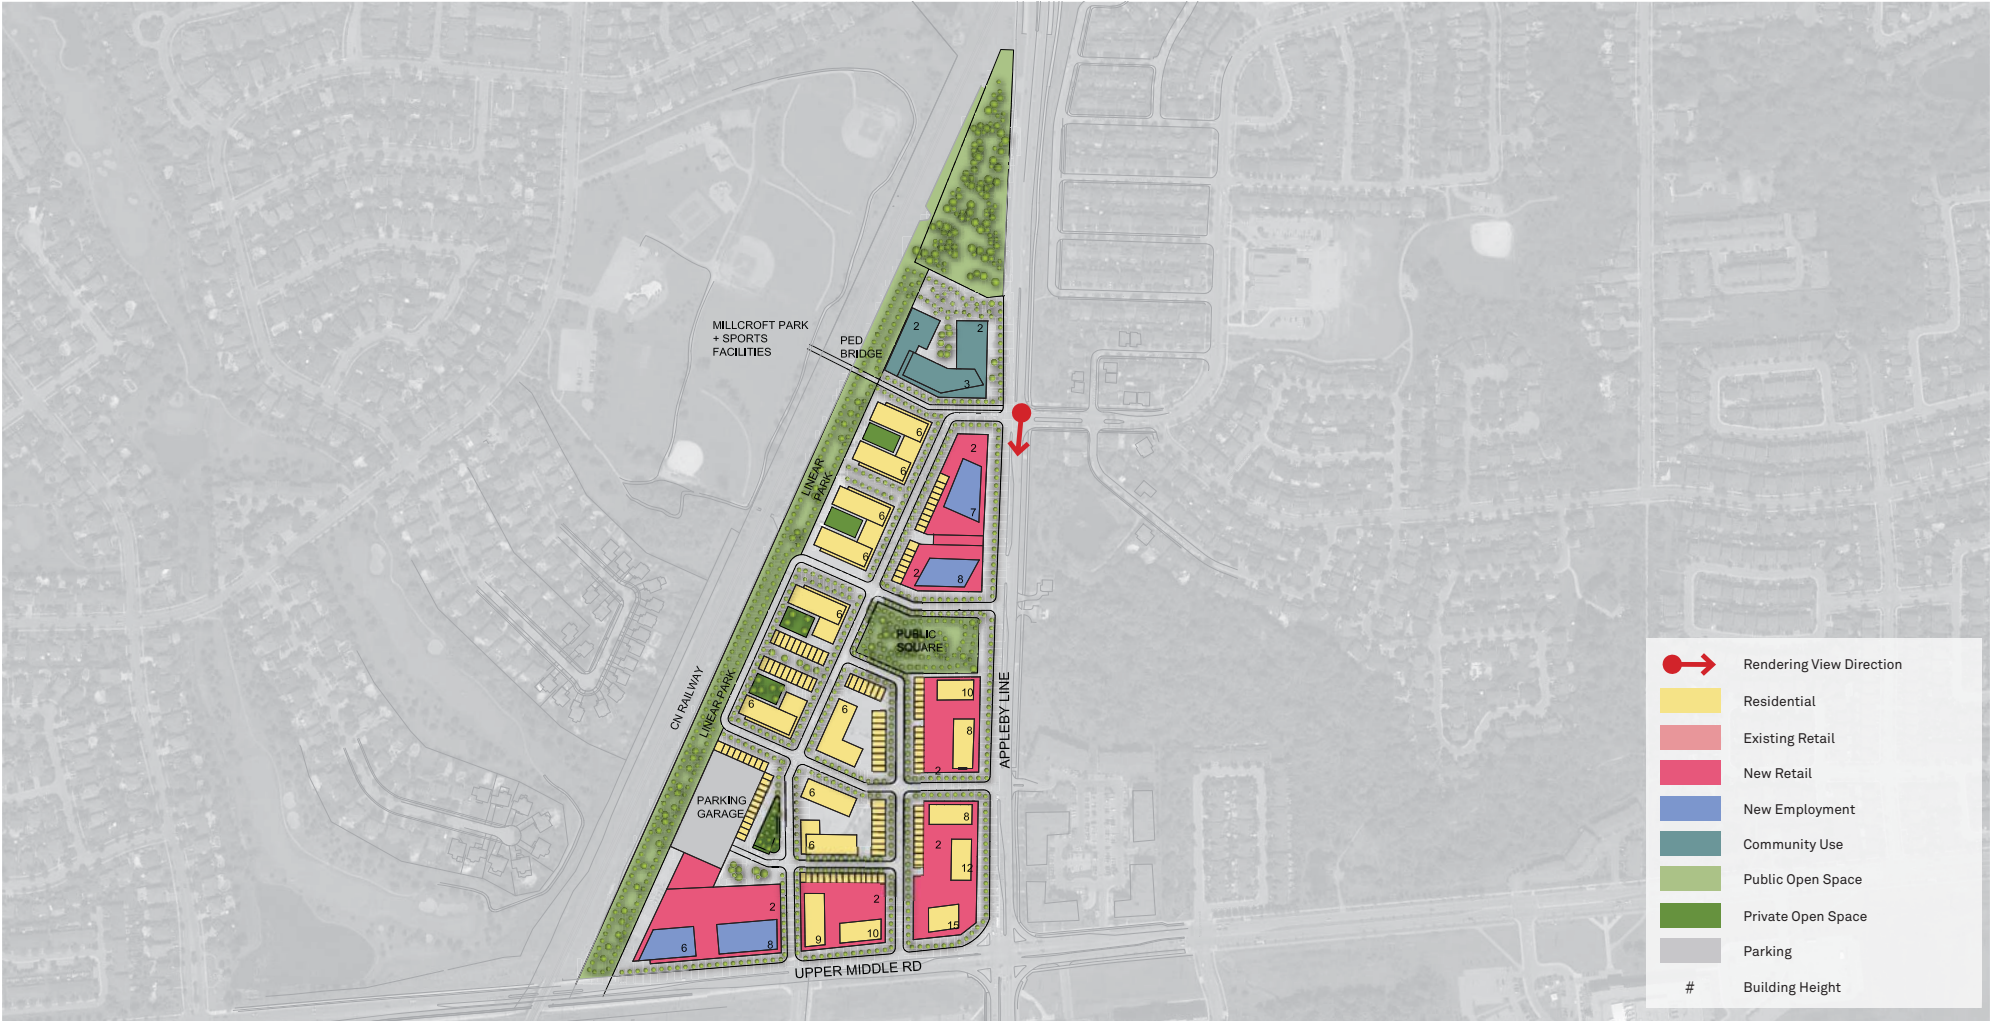 MILLCROFT PARK
+ SPORTS
FACILITIES
PED
BRIDGE
2
2
3
6
6
LINEAR
PARK
6
6
2
7
2
8
6
PUBLIC
SQUARE
CN RAILWAY
LINEAR PARK
6
6
10
8
2
APPLEBY LINE
PARKING
GARAGE
6
6
8
2
12
15
2
6
8
2
9
10
UPPER MIDDLE RD
Rendering View Direction
Residential
Existing Retail
New Retail
New Employment
Community Use
Public Open Space
Private Open Space
Parking
# Building Height